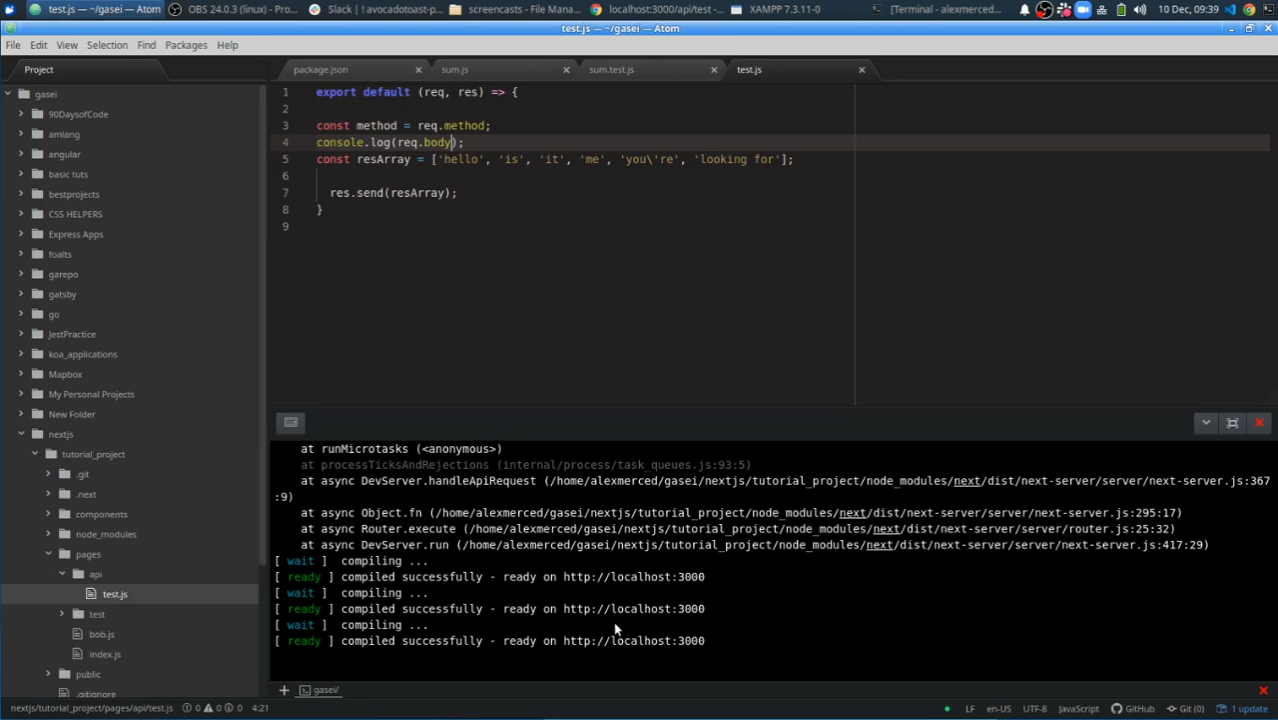 test.js — ~/gasei — Atom
OBS 24.0.3 (linux) - Pro...
Slack | ! avocadotoast-p...
screencasts - File Mana...
localhost:3000/api/test -...
XAMPP 7.3.11-0
[Terminal - alexmerced...
10 Dec, 09:39
test.js — ~/gasei — Atom
File Edit View Selection Find Packages Help
Project
package.json
sum.js
sum.test.js
test.js
gasei
90DaysofCode
amlang
angular
basic tuts
bestprojects
CSS HELPERS
Express Apps
foalts
garepo
gatsby
go
JestPractice
koa_applications
Mapbox
My Personal Projects
New Folder
nextjs
tutorial_project
.git
.next
components
node_modules
pages
api
test.js
test
bob.js
index.js
public
.gitignore
1 export default (req, res) => {
2
3 const method = req.method;
4 console.log(req.body);
5 const resArray = ['hello', 'is', 'it', 'me', 'you\'re', 'looking for'];
6
7 res.send(resArray);
8 }
9
at runMicrotasks (<anonymous>)
at processTicksAndRejections (internal/process/task_queues.js:93:5)
at async DevServer.handleApiRequest (/home/alexmerced/gasei/nextjs/tutorial_project/node_modules/next/dist/next-server/server/next-server.js:367
:9)
at async Object.fn (/home/alexmerced/gasei/nextjs/tutorial_project/node_modules/next/dist/next-server/server/next-server.js:295:17)
at async Router.execute (/home/alexmerced/gasei/nextjs/tutorial_project/node_modules/next/dist/next-server/server/router.js:25:32)
at async DevServer.run (/home/alexmerced/gasei/nextjs/tutorial_project/node_modules/next/dist/next-server/server/next-server.js:417:29)
[ wait ] compiling ...
[ ready ] compiled successfully - ready on http://localhost:3000
[ wait ] compiling ...
[ ready ] compiled successfully - ready on http://localhost:3000
[ wait ] compiling ...
[ ready ] compiled successfully - ready on http://localhost:3000
gasei/
nextjs/tutorial_project/pages/api/test.js 0 0 0 4:21
LF en-US UTF-8 JavaScript GitHub Git (0) 1 update